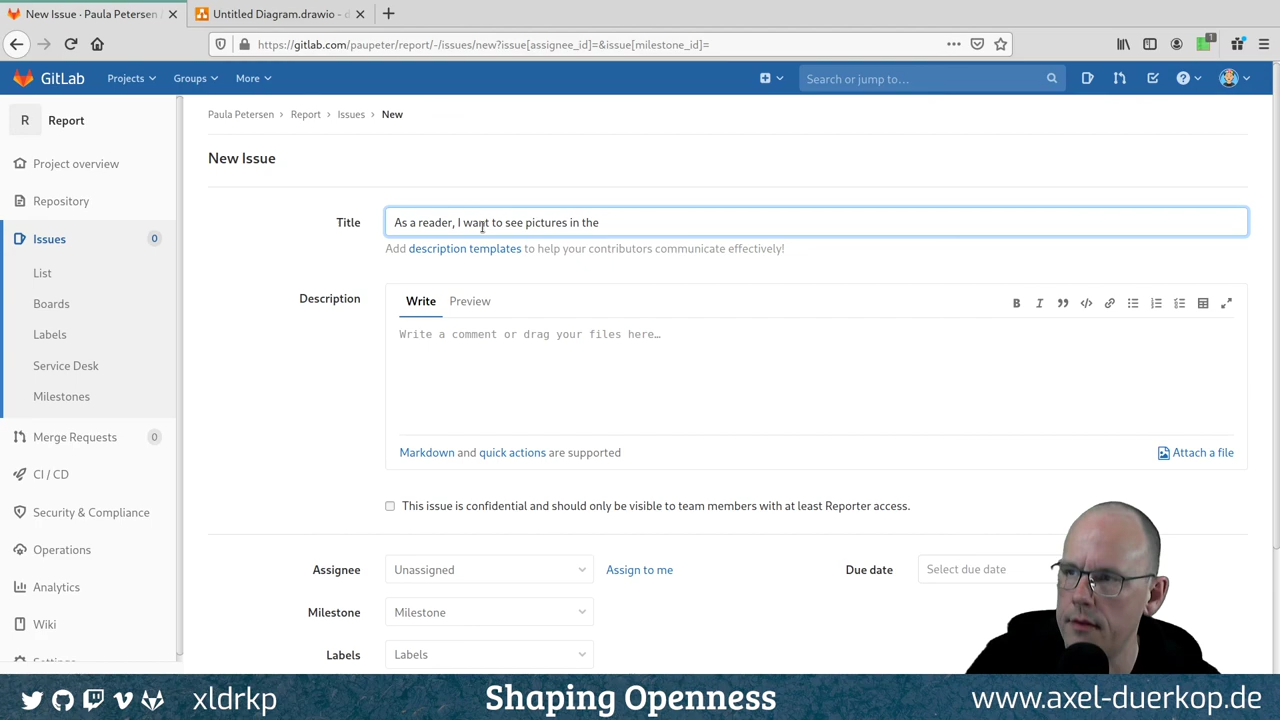 New Issue · Paula Petersen /
Untitled Diagram.drawio - d
https://gitlab.com/paupeter/report/-/issues/new?issue[assignee_id]=&issue[milestone_id]=
1
GitLab
Projects
Groups
More
Search or jump to…
R
Report
Project overview
Repository
Issues
0
List
Boards
Labels
Service Desk
Milestones
Merge Requests
0
CI / CD
Security & Compliance
Operations
Analytics
Wiki
Settings
Paula Petersen > Report > Issues > New
New Issue
Title
As a reader, I want to see pictures in the
Add description templates to help your contributors communicate effectively!
Description
Write
Preview
Write a comment or drag your files here…
Markdown and quick actions are supported
Attach a file
This issue is confidential and should only be visible to team members with at least Reporter access.
Assignee
Unassigned
Assign to me
Due date
Select due date
Milestone
Milestone
Labels
Labels
xldrkp
Shaping Openness
www.axel-duerkop.de